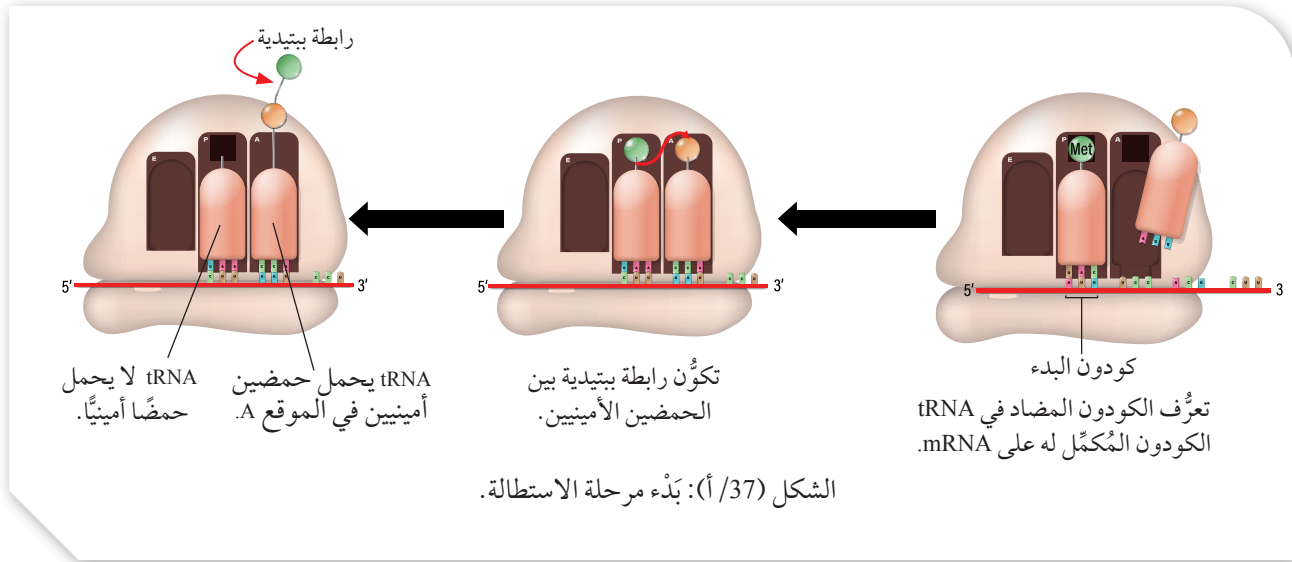 رابطة ببتيدية
E
P
A
5′
3′
tRNA لا يحمل
حمضًا أمينيًّا.
tRNA يحمل حمضين
أمينيين في الموقع A.
E
P
A
5′
3′
تكوُّن رابطة ببتيدية بين
الحمضين الأمينيين.
E
P
A
Met
5′
3
كودون البدء
تعرُّف الكودون المضاد في tRNA
الكودون المُكمِّل له على mRNA.
الشكل (37/ أ): بَدْء مرحلة الاستطالة.